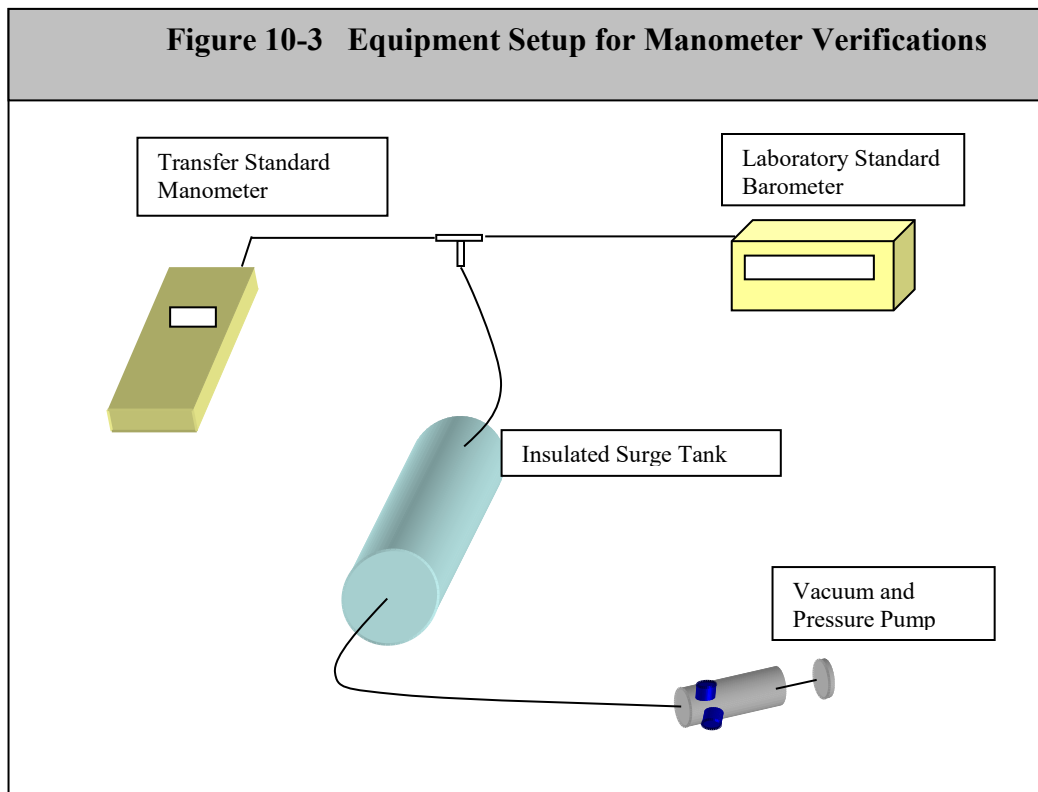 Figure 10-3 Equipment Setup for Manometer Verifications
Transfer Standard
Manometer
Laboratory Standard
Barometer
Insulated Surge Tank
Vacuum and
Pressure Pump